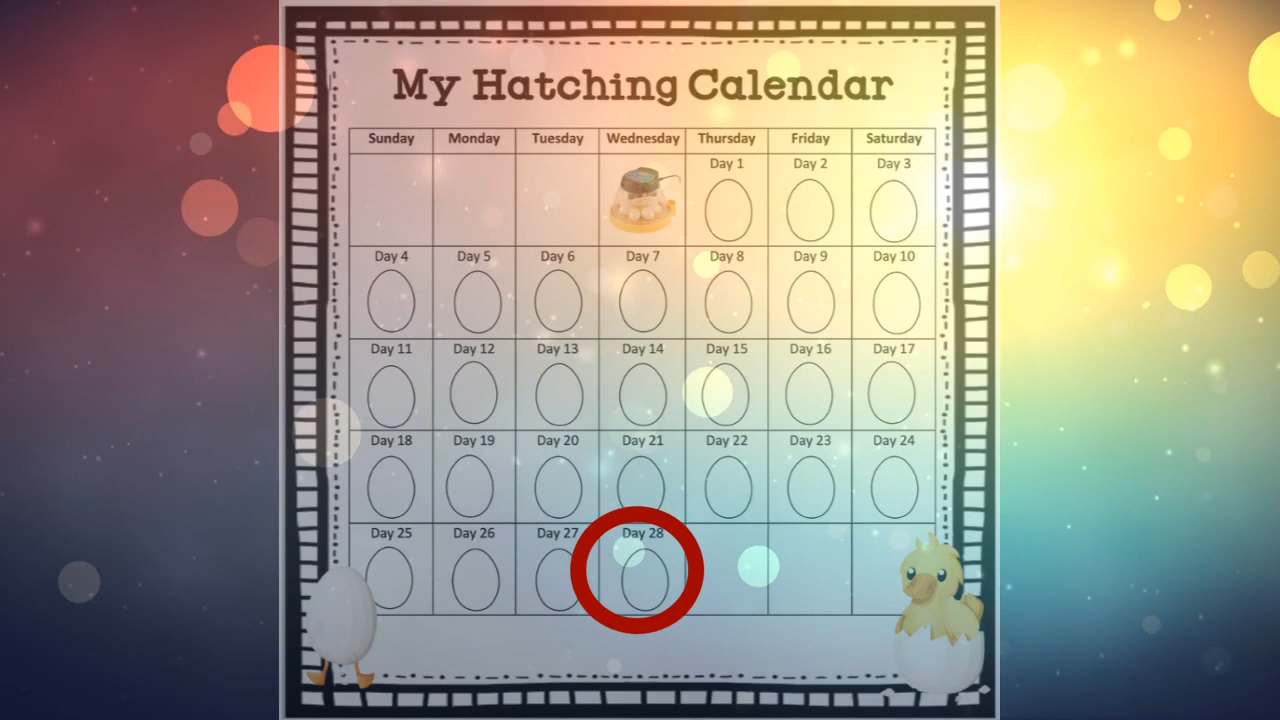 My Hatching Calendar
Sunday Monday Tuesday Wednesday Thursday Friday Saturday
Day 1 Day 2 Day 3
Day 4 Day 5 Day 6 Day 7 Day 8 Day 9 Day 10
Day 11 Day 12 Day 13 Day 14 Day 15 Day 16 Day 17
Day 18 Day 19 Day 20 Day 21 Day 22 Day 23 Day 24
Day 25 Day 26 Day 27 Day 28